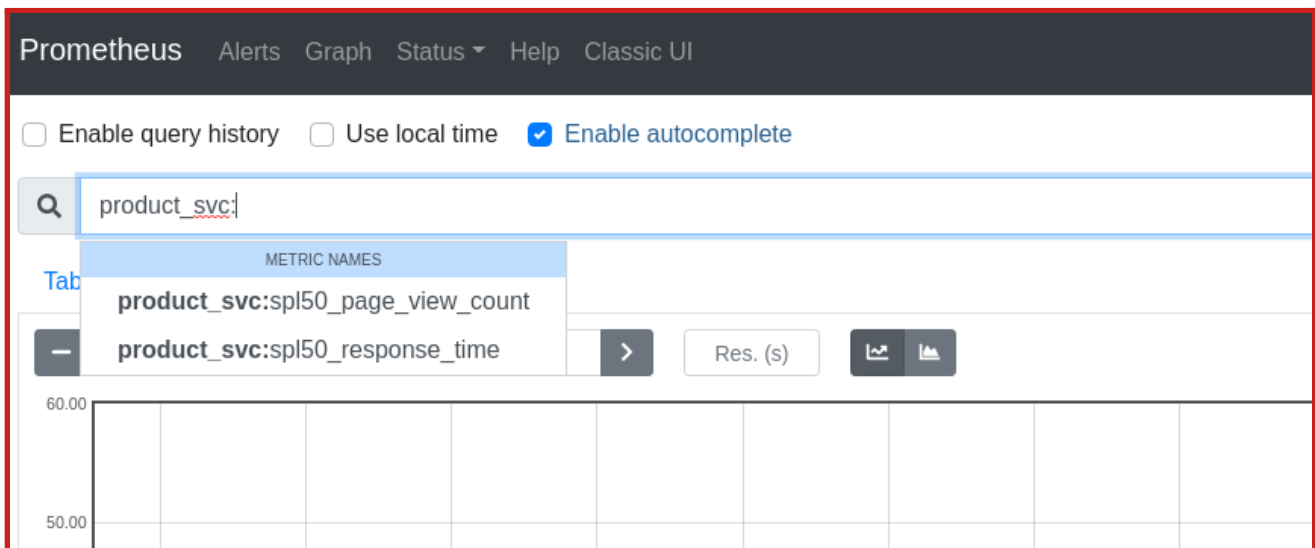 Prometheus Alerts Graph Status Help Classic UI
Enable query history Use local time Enable autocomplete
product_svc:
METRIC NAMES
Tab
product_svc:spl50_page_view_count
product_svc:spl50_response_time
Res. (s)
60.00
50.00